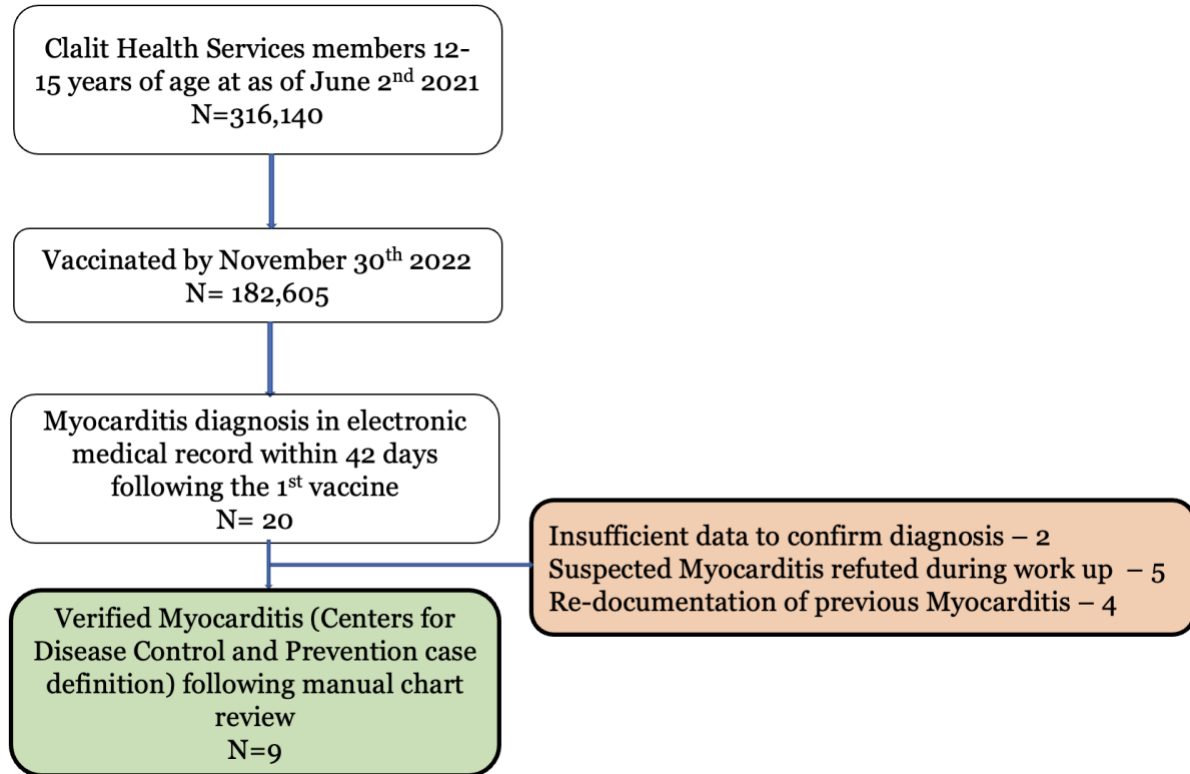 Clalit Health Services members 12-
15 years of age at as of June 2nd 2021
N=316,140
Vaccinated by November 30th 2022
N= 182,605
Myocarditis diagnosis in electronic
medical record within 42 days
following the 1st vaccine
N= 20
Insufficient data to confirm diagnosis – 2
Suspected Myocarditis refuted during work up – 5
Re-documentation of previous Myocarditis – 4
Verified Myocarditis (Centers for
Disease Control and Prevention case
definition) following manual chart
review
N=9